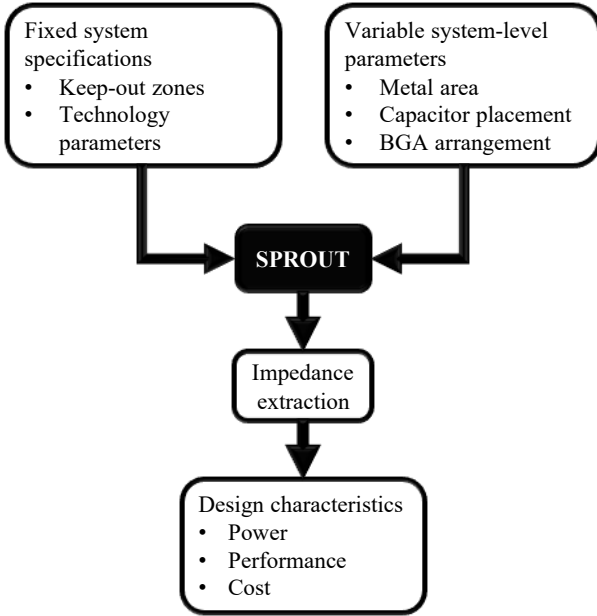 Fixed system
specifications
• Keep-out zones
• Technology
parameters
Variable system-level
parameters
• Metal area
• Capacitor placement
• BGA arrangement
SPROUT
Impedance
extraction
Design characteristics
• Power
• Performance
• Cost